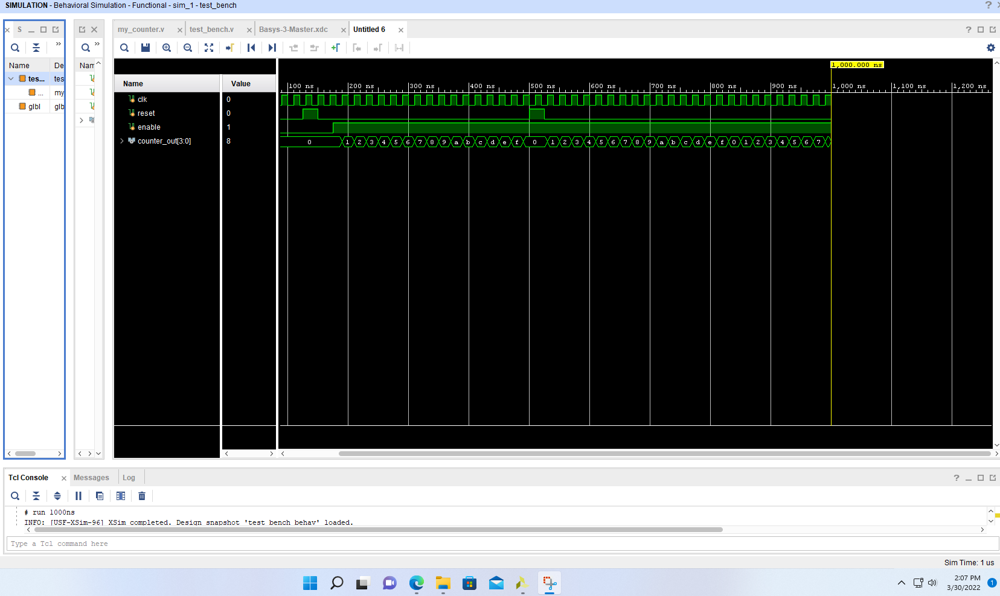 SIMULATION - Behavioral Simulation - Functional - sim_1 - test_bench
S
my_counter.v
test_bench.v
Basys-3-Master.xdc
Untitled 6
Name
De
tes...
tes
...
my
glbl
glb
Nam
Name
Value
clk
0
reset
0
enable
1
counter_out[3:0]
8
1,000.000 ns
100 ns
200 ns
300 ns
400 ns
500 ns
600 ns
700 ns
800 ns
900 ns
1,000 ns
1,100 ns
1,200 ns
0 1 2 3 4 5 6 7 8 9 a b c d e f 0 1 2 3 4 5 6 7 8 9 a b c d e f 0 1 2 3 4 5 6 7
Tcl Console
Messages
Log
# run 1000ns
INFO: [USF-XSim-96] XSim completed. Design snapshot 'test_bench_behav' loaded.
Type a Tcl command here
Sim Time: 1 us
2:07 PM
3/30/2022
1